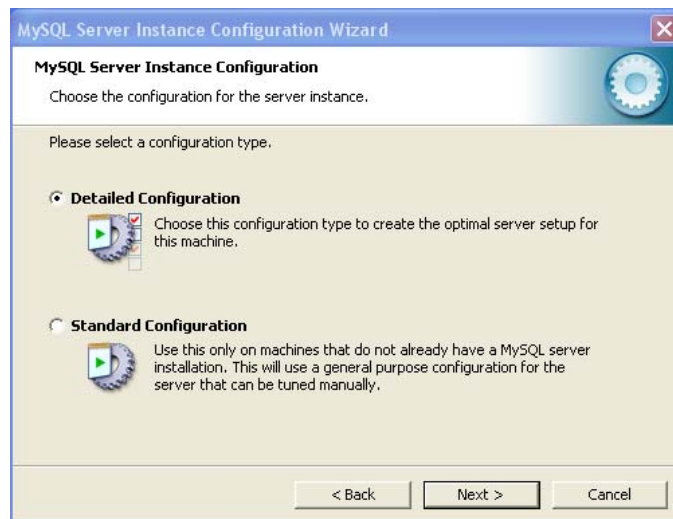 MySQL Server Instance Configuration Wizard
MySQL Server Instance Configuration
Choose the configuration for the server instance.
Please select a configuration type.
Detailed Configuration
Choose this configuration type to create the optimal server setup for
this machine.
Standard Configuration
Use this only on machines that do not already have a MySQL server
installation. This will use a general purpose configuration for the
server that can be tuned manually.
< Back Next > Cancel